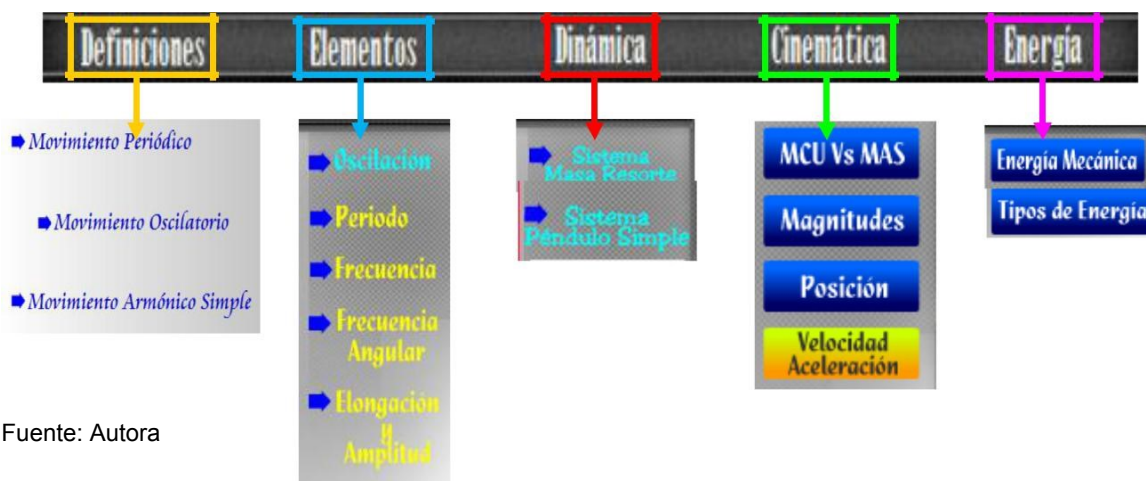 Definiciones
Elementos
Dinámica
Cinemática
Energía
Movimiento Periódico
Movimiento Oscilatorio
Movimiento Armónico Simple
Oscilación
Periodo
Frecuencia
Frecuencia
Angular
Elongación
y
Amplitud
Sistema
Masa Resorte
Sistema
Péndulo Simple
MCU Vs MAS
Magnitudes
Posición
Velocidad
Aceleración
Energía Mecánica
Tipos de Energía
Fuente: Autora